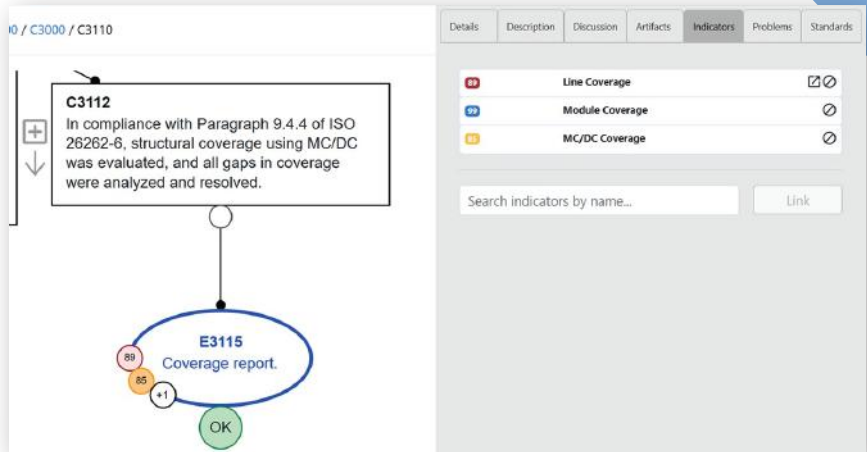 0 / C3000 / C3110
C3112
In compliance with Paragraph 9.4.4 of ISO
26262-6, structural coverage using MC/DC
was evaluated, and all gaps in coverage
were analyzed and resolved.
E3115
Coverage report.
89
85
+1
OK
Details Description Discussion Artifacts Indicators Problems Standards
89 Line Coverage
99 Module Coverage
85 MC/DC Coverage
Search indicators by name... Link